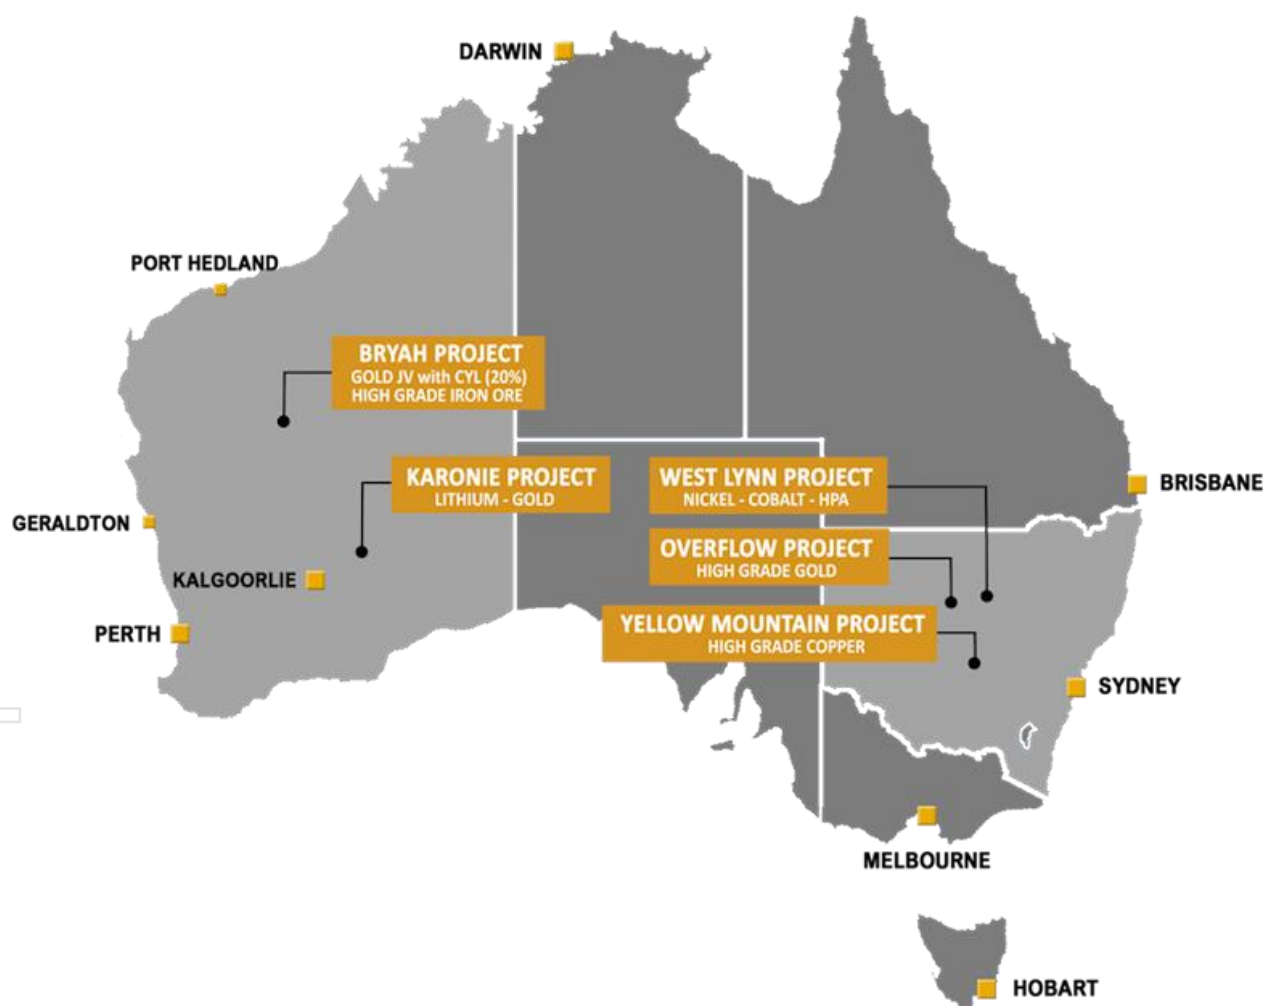 DARWIN
PORT HEDLAND
BRYAH PROJECT
GOLD JV with CYL (20%)
HIGH GRADE IRON ORE
KARONIE PROJECT
LITHIUM - GOLD
WEST LYNN PROJECT
NICKEL - COBALT - HPA
BRISBANE
GERALDTON
OVERFLOW PROJECT
HIGH GRADE GOLD
KALGOORLIE
PERTH
YELLOW MOUNTAIN PROJECT
HIGH GRADE COPPER
SYDNEY
MELBOURNE
HOBART